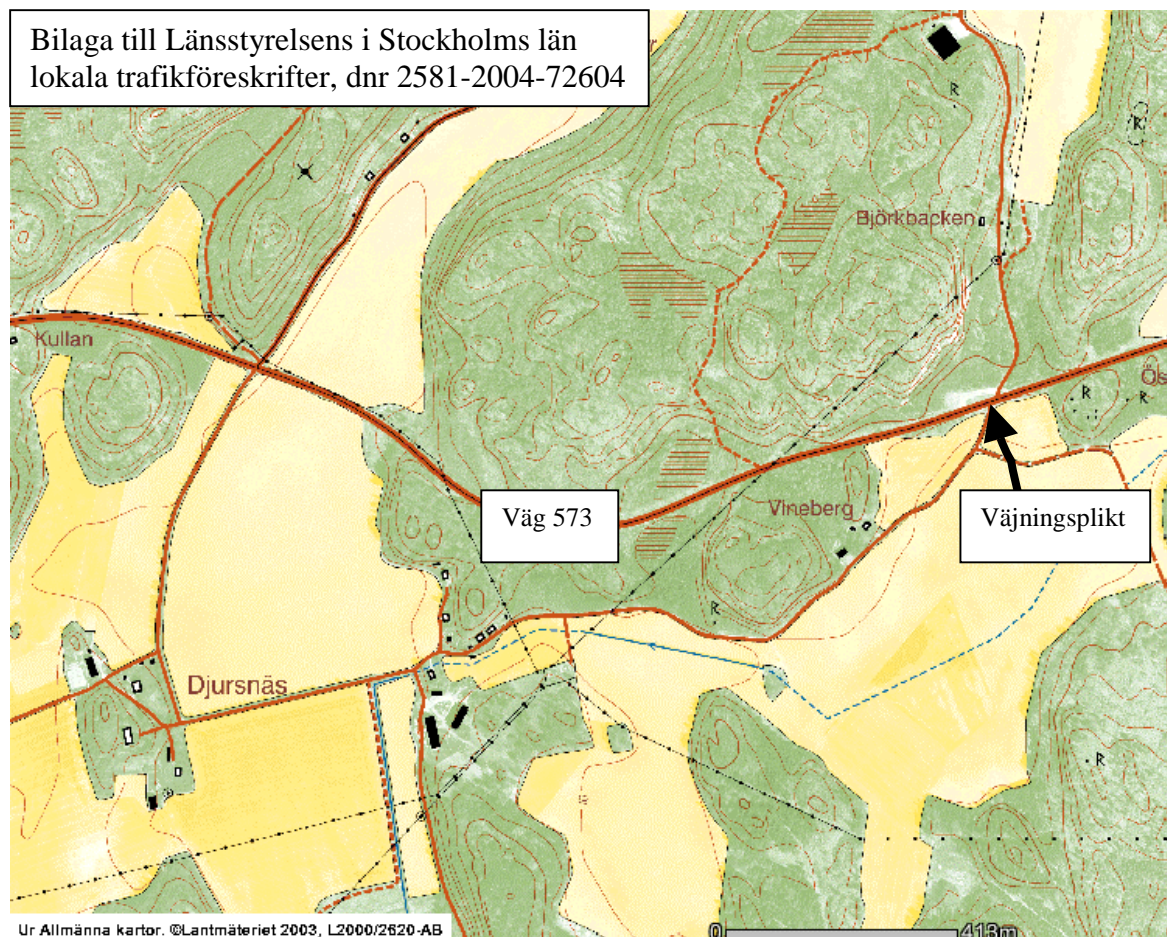 Bilaga till Länsstyrelsens i Stockholms län
lokala trafikföreskrifter, dnr 2581-2004-72604
R
R
Björkbacken
Kullan
Ös
R
R
Väg 573
Vineberg
Väjningsplikt
R
Djursnäs
R
Ur Allmänna kartor. ©Lantmäteriet 2003, L2000/2620-AB
0 413m